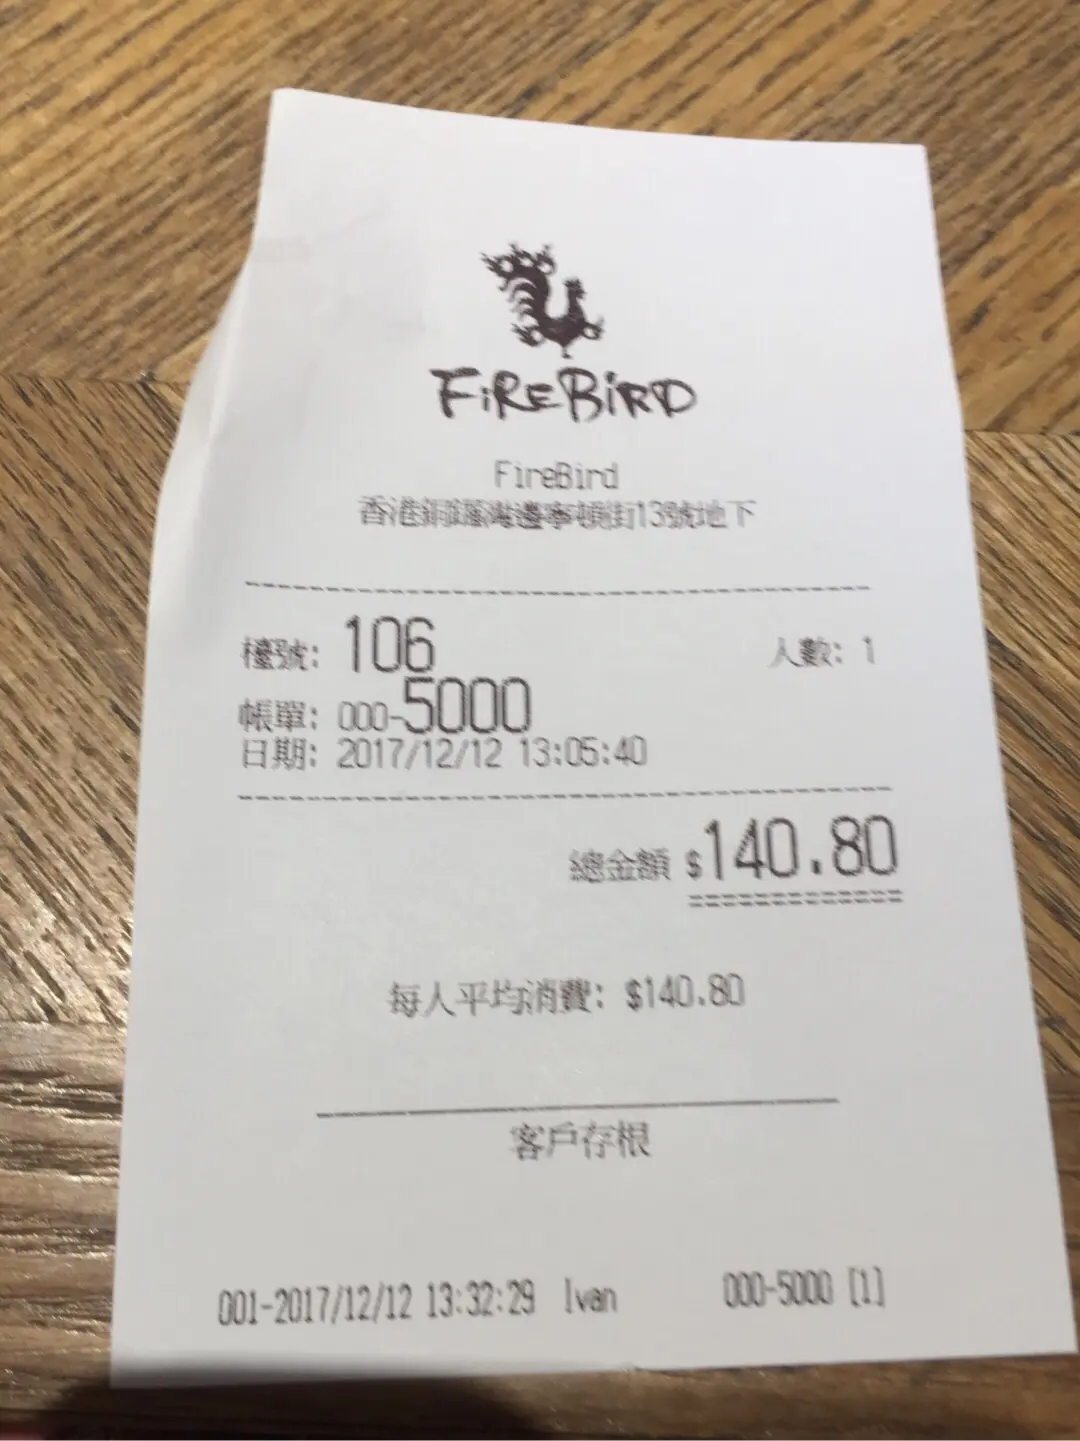 FIREBIRD
FireBird
香港銅鑼灣邊寧頓街13號地下
檯號: 106 人數: 1
帳單: 000-5000
日期: 2017/12/12 13:05:40
總金額 $140.80
每人平均消費: $140.80
客戶存根
001-2017/12/12 13:32:29 Ivan 000-5000 [1]